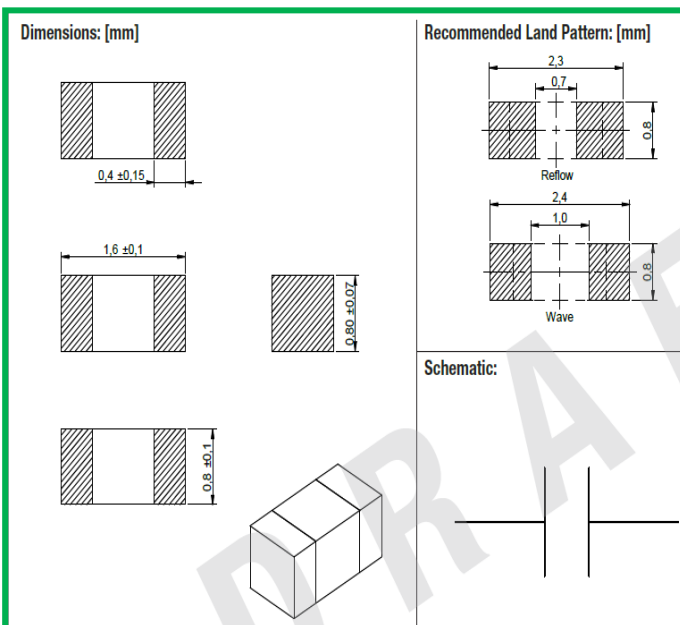 Dimensions: [mm]
0,4 ±0,15
1,6 ±0,1
0,80 ±0,07
0,8 ±0,1
Recommended Land Pattern: [mm]
2,3
0,7
0,8
Reflow
2,4
1,0
0,8
Wave
Schematic:
DRAF